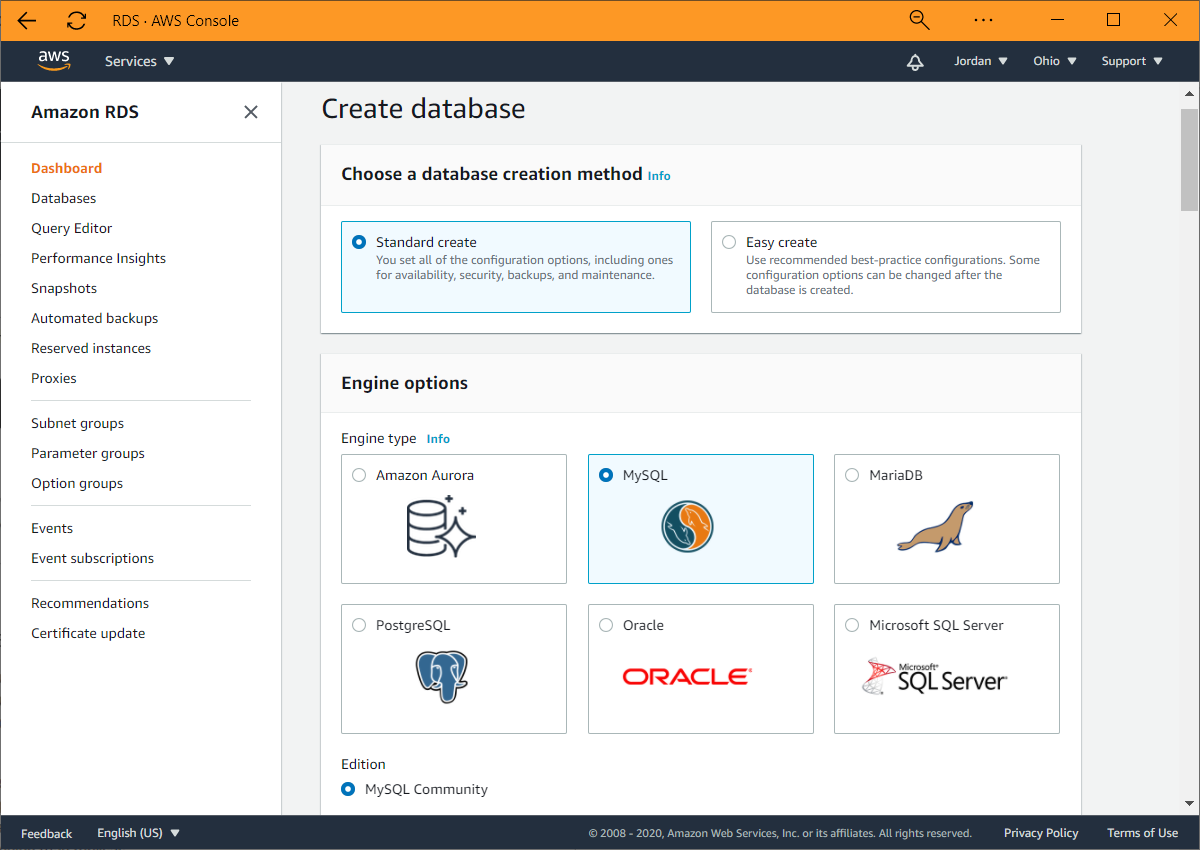 RDS · AWS Console
aws
Services
Jordan
Ohio
Support
Amazon RDS
Dashboard
Databases
Query Editor
Performance Insights
Snapshots
Automated backups
Reserved instances
Proxies
Subnet groups
Parameter groups
Option groups
Events
Event subscriptions
Recommendations
Certificate update
Create database
Choose a database creation method Info
Standard create
You set all of the configuration options, including ones
for availability, security, backups, and maintenance.
Easy create
Use recommended best-practice configurations. Some
configuration options can be changed after the
database is created.
Engine options
Engine type Info
Amazon Aurora
MySQL
MariaDB
PostgreSQL
Oracle
ORACLE
Microsoft SQL Server
Microsoft®
SQL Server
Edition
MySQL Community
Feedback
English (US)
© 2008 - 2020, Amazon Web Services, Inc. or its affiliates. All rights reserved.
Privacy Policy
Terms of Use